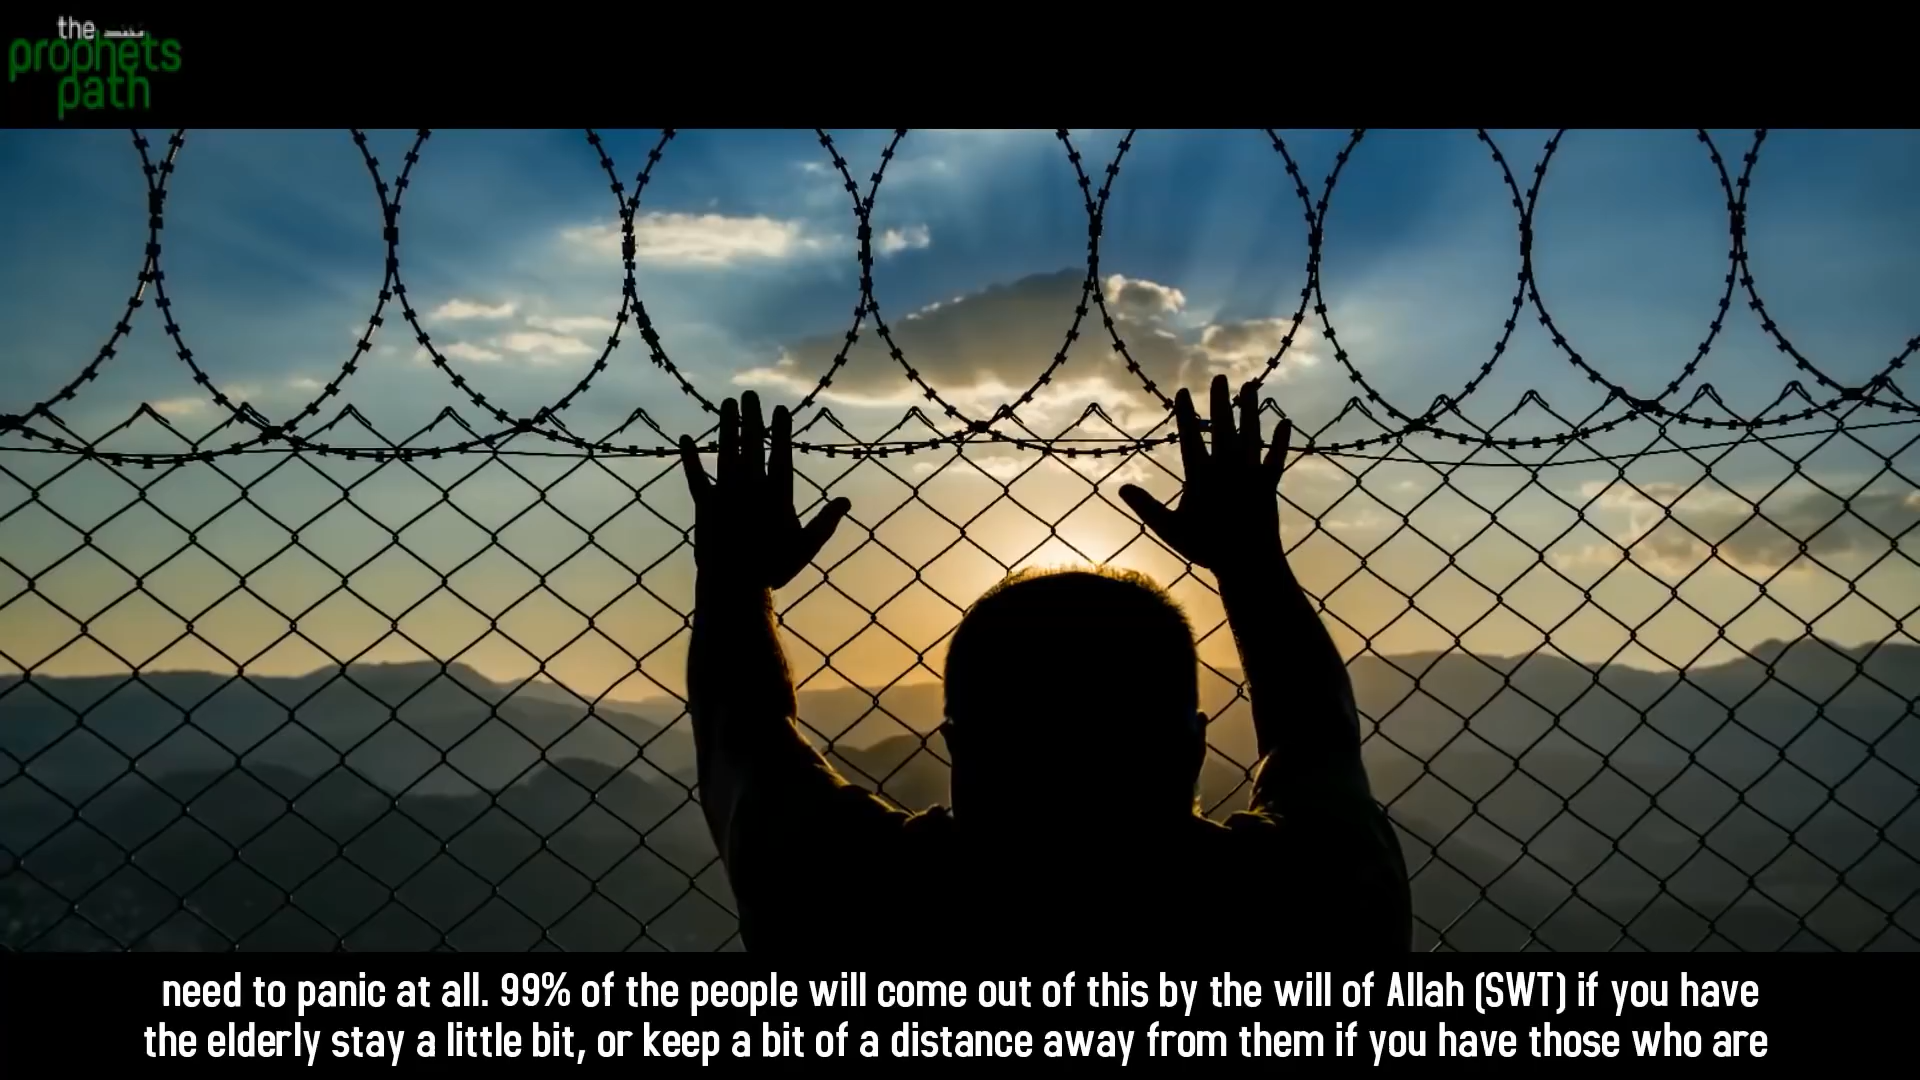 the
prophets
path
need to panic at all. 99% of the people will come out of this by the will of Allah (SWT) if you have
the elderly stay a little bit, or keep a bit of a distance away from them if you have those who are